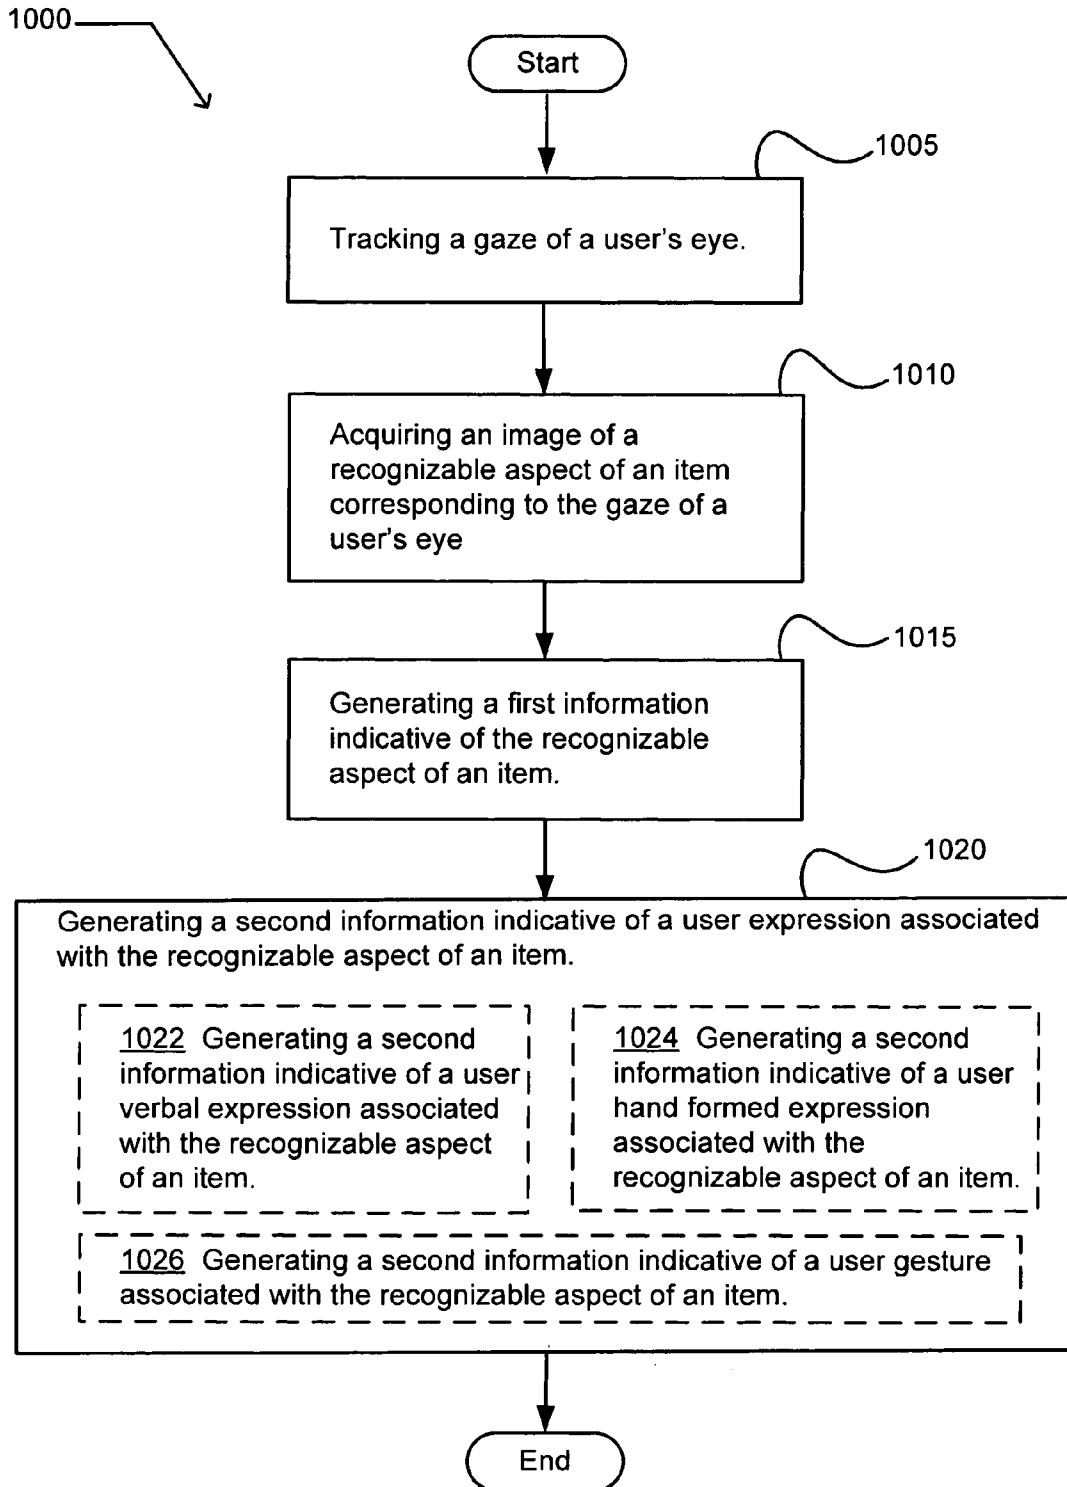 1000
Start
1005
Tracking a gaze of a user's eye.
1010
Acquiring an image of a
recognizable aspect of an item
corresponding to the gaze of a
user's eye
1015
Generating a first information
indicative of the recognizable
aspect of an item.
1020
Generating a second information indicative of a user expression associated
with the recognizable aspect of an item.
1022 Generating a second
information indicative of a user
verbal expression associated
with the recognizable aspect
of an item.
1024 Generating a second
information indicative of a user
hand formed expression
associated with the
recognizable aspect of an item.
1026 Generating a second information indicative of a user gesture
associated with the recognizable aspect of an item.
End